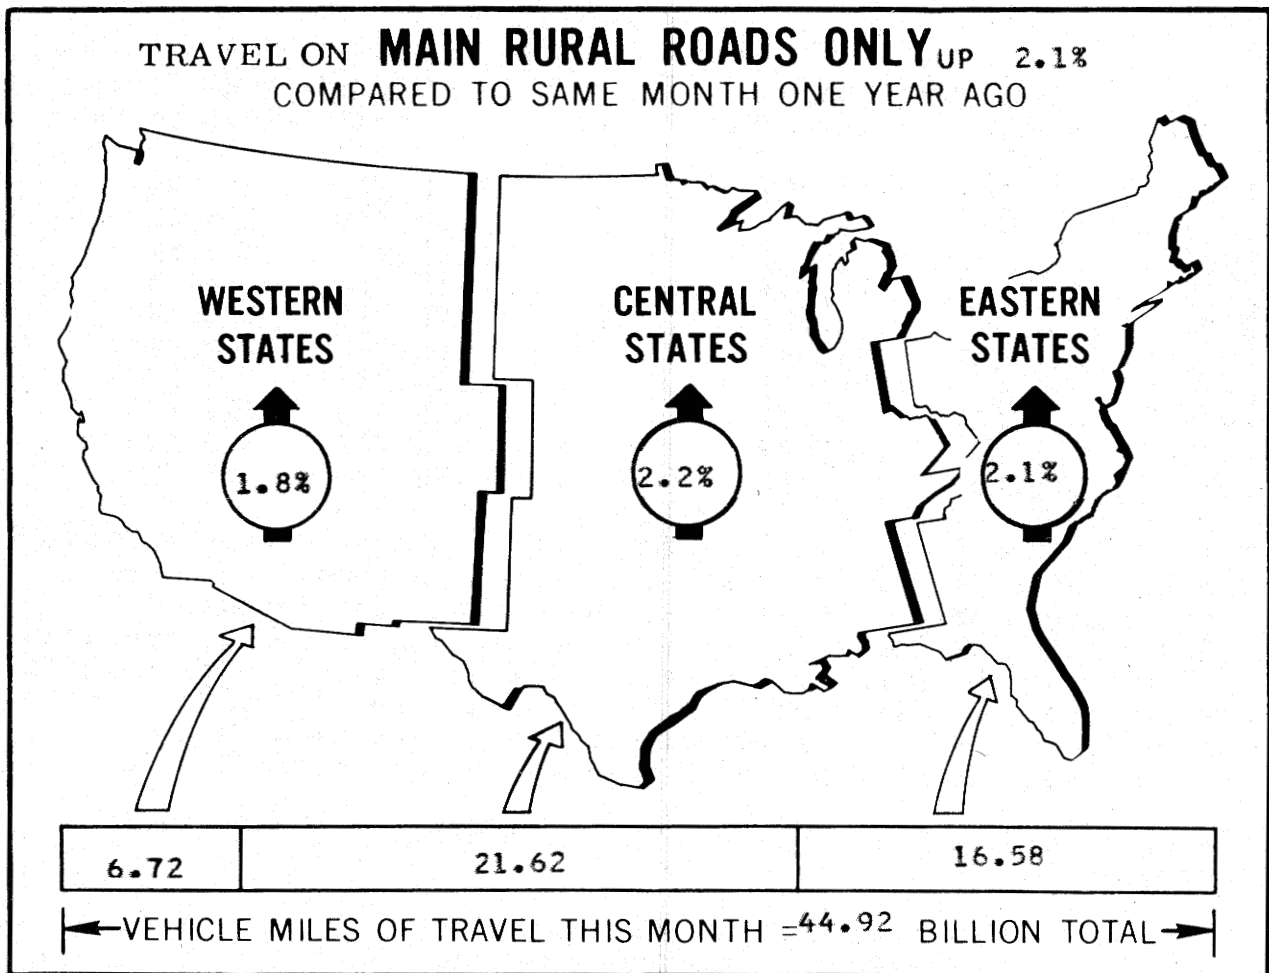 TRAVEL ON MAIN RURAL ROADS ONLY UP 2.1%
COMPARED TO SAME MONTH ONE YEAR AGO
WESTERN
STATES
1.8%
CENTRAL
STATES
2.2%
EASTERN
STATES
2.1%
6.72 21.62 16.58
VEHICLE MILES OF TRAVEL THIS MONTH = 44.92 BILLION TOTAL